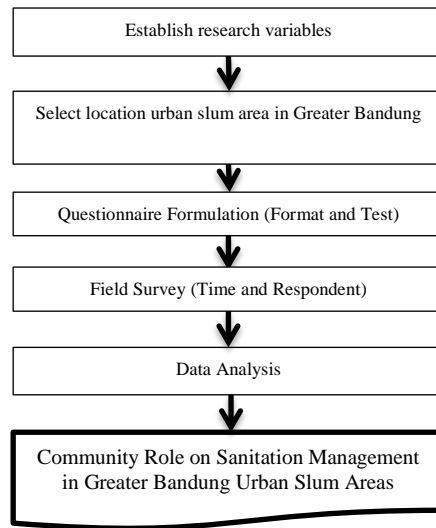 Establish research variables
Select location urban slum area in Greater Bandung
Questionnaire Formulation (Format and Test)
Field Survey (Time and Respondent)
Data Analysis
Community Role on Sanitation Management
in Greater Bandung Urban Slum Areas